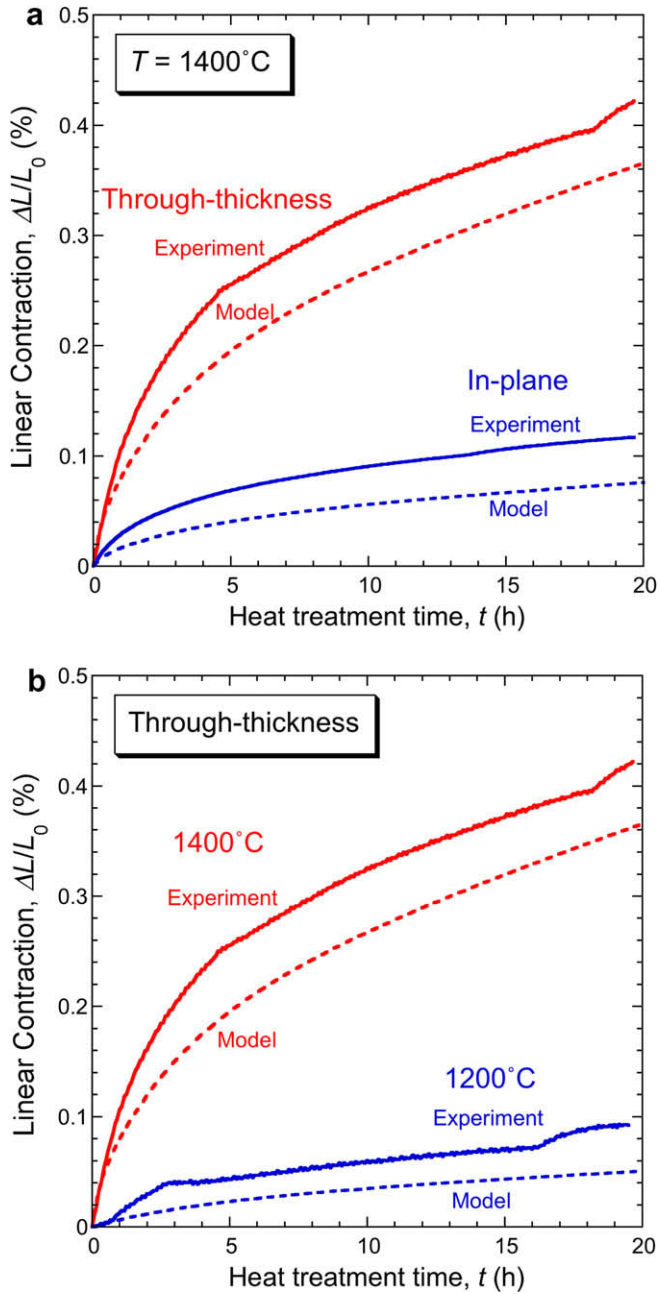 a
T = 1400°C
Linear Contraction, ΔL/L₀ (%)
0.5
0.4
0.3
0.2
0.1
0
Through-thickness
Experiment
Model
In-plane
Experiment
Model
0 5 10 15 20
Heat treatment time, t (h)
b
Through-thickness
Linear Contraction, ΔL/L₀ (%)
0.5
0.4
0.3
0.2
0.1
0
1400°C
Experiment
Model
1200°C
Experiment
Model
0 5 10 15 20
Heat treatment time, t (h)